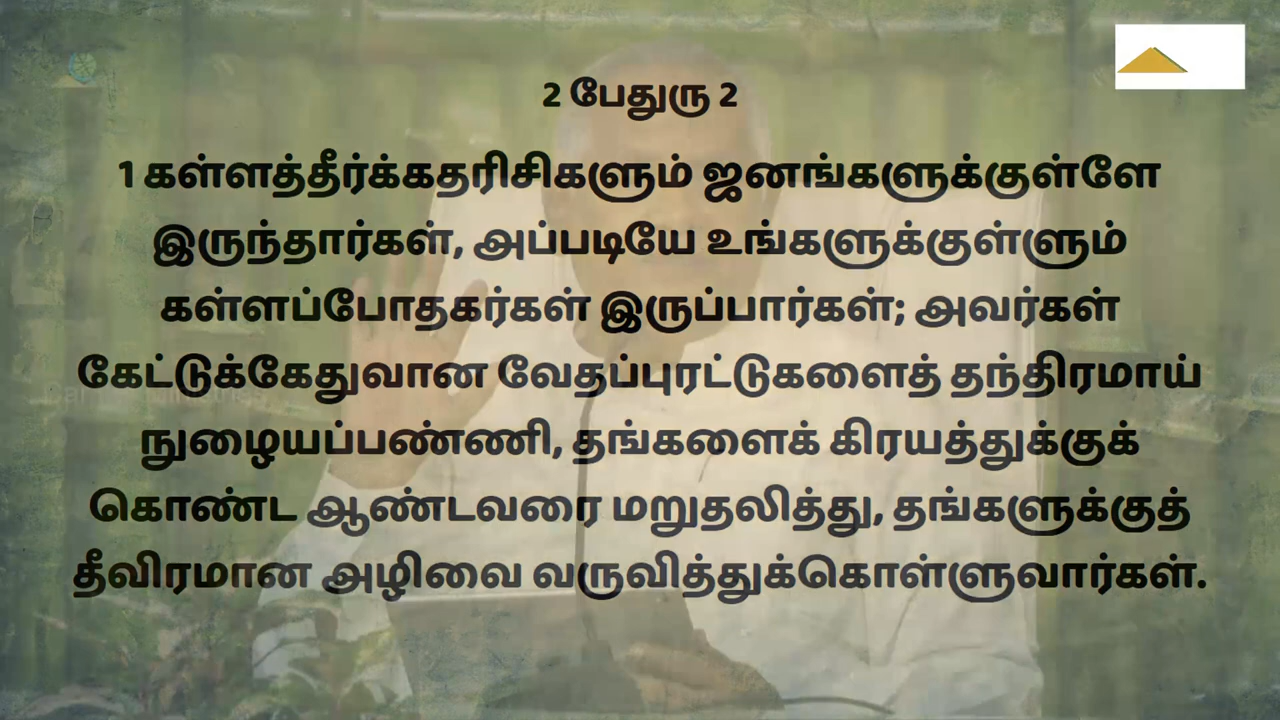 2 பேதுரு 2
1 கள்ளத்தீர்க்கதரிசிகளும் ஜனங்களுக்குள்ளே
இருந்தார்கள், அப்படியே உங்களுக்குள்ளும்
கள்ளப்போதகர்கள் இருப்பார்கள்; அவர்கள்
கேட்டுக்கேதுவான வேதப்புரட்டுகளைத் தந்திரமாய்
நுழையப்பண்ணி, தங்களைக் கிரயத்துக்குக்
கொண்ட ஆண்டவரை மறுதலித்து, தங்களுக்குத்
தீவிரமான அழிவை வருவித்துக்கொள்ளுவார்கள்.